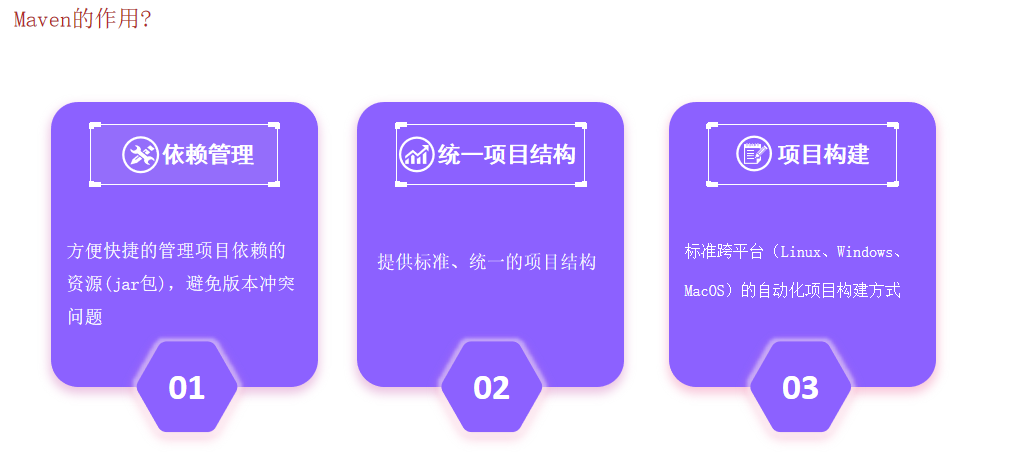 Maven的作用?
依赖管理
方便快捷的管理项目依赖的
资源(jar包)，避免版本冲突
问题
01
统一项目结构
提供标准、统一的项目结构
02
项目构建
标准跨平台（Linux、Windows、
MacOS）的自动化项目构建方式
03